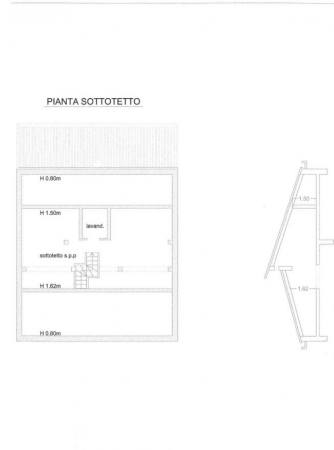 PIANTA SOTTOTETTO
H 0.80m
H 1.50m
lavand.
sottotetto s.p.p
H 1.62m
H 0.80m
1.50
1.62